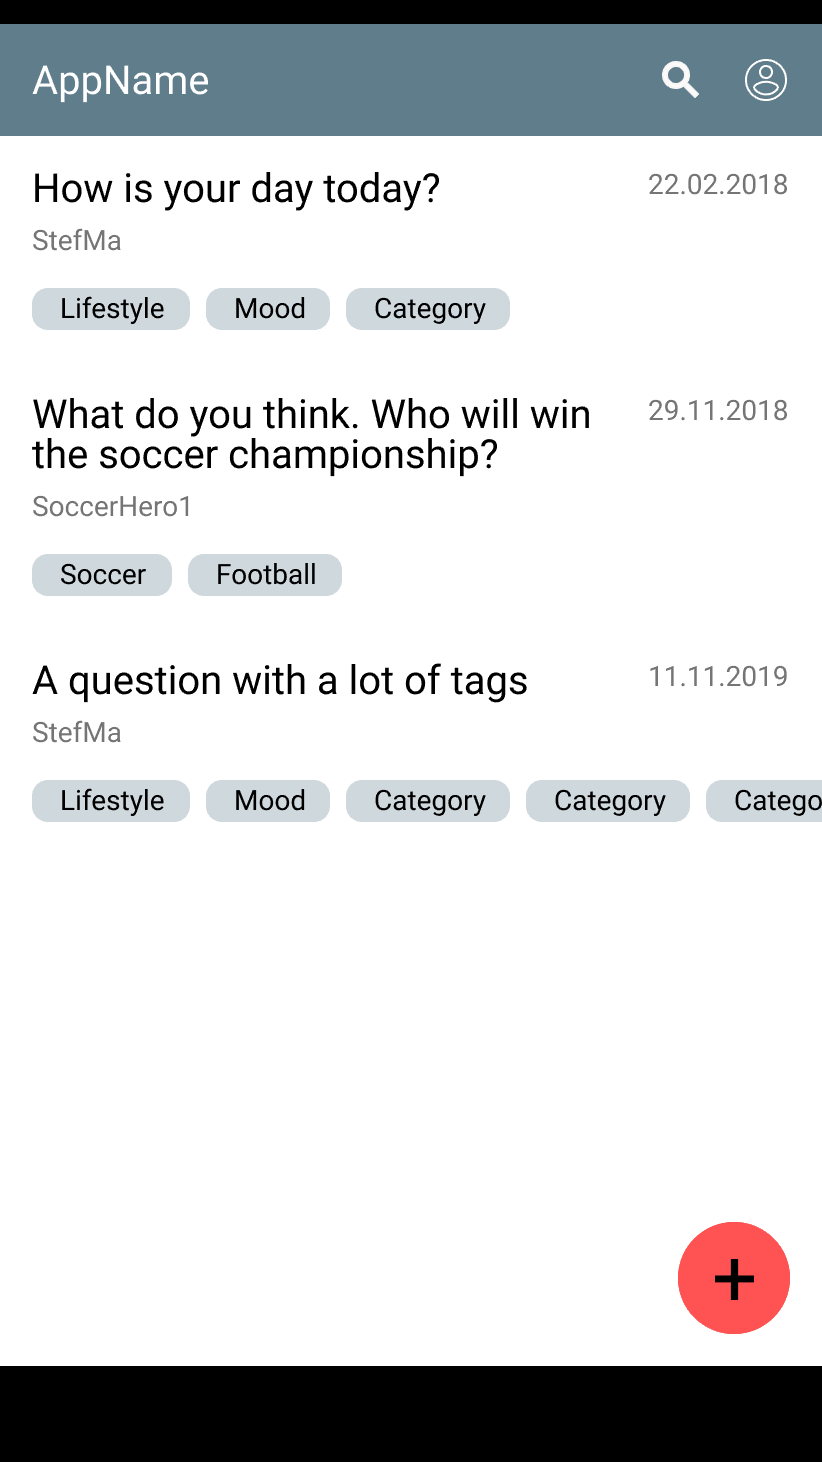 AppName
How is your day today?
22.02.2018
StefMa
Lifestyle Mood Category
What do you think. Who will win
29.11.2018
the soccer championship?
SoccerHero1
Soccer Football
A question with a lot of tags
11.11.2019
StefMa
Lifestyle Mood Category Category Catego